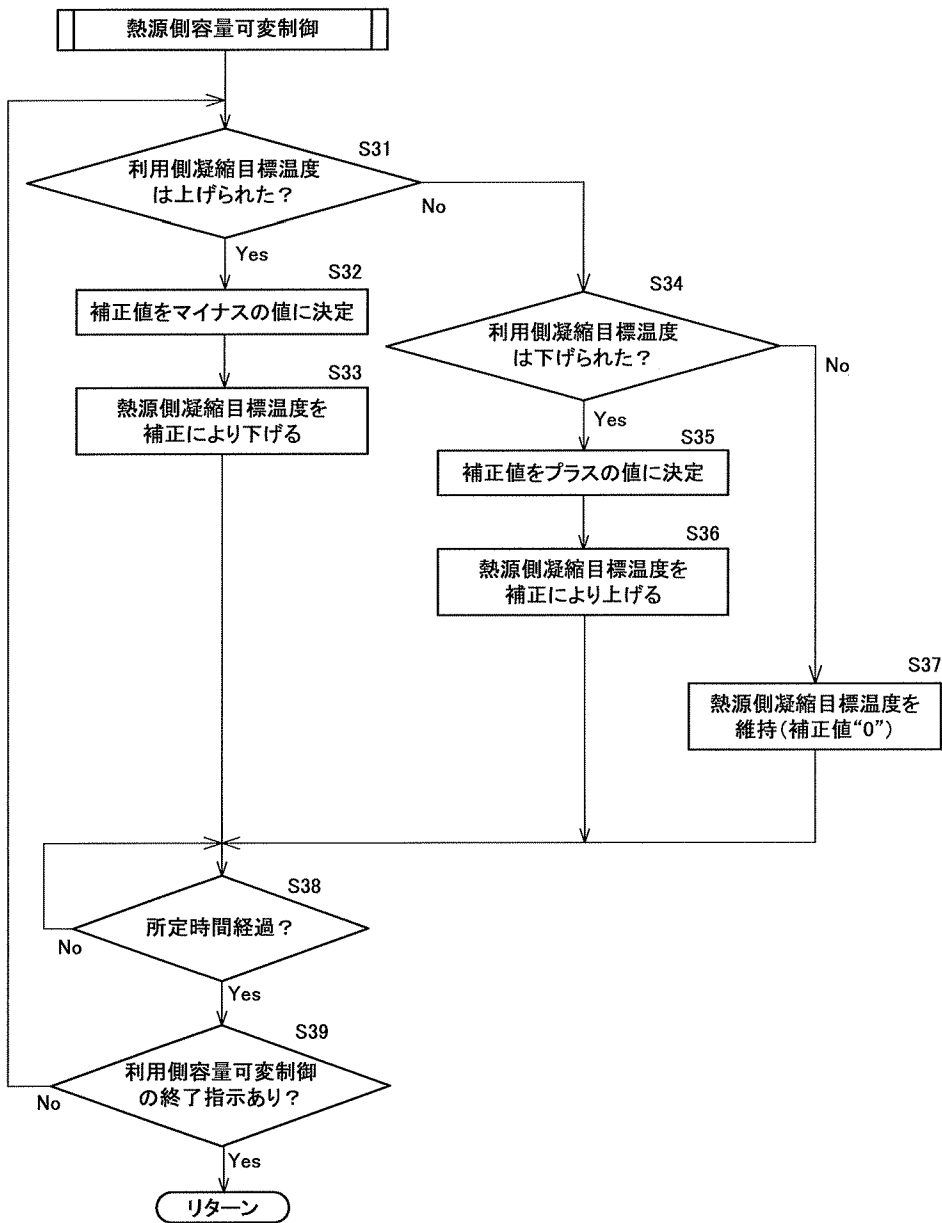 熱源側容量可変制御
S31
利用側凝縮目標温度
は上げられた？
No
Yes
S32
補正値をマイナスの値に決定
S33
熱源側凝縮目標温度を
補正により下げる
S34
利用側凝縮目標温度
は下げられた？
No
Yes
S35
補正値をプラスの値に決定
S36
熱源側凝縮目標温度を
補正により上げる
S37
熱源側凝縮目標温度を
維持(補正値“0”)
S38
所定時間経過？
No
Yes
S39
利用側容量可変制御
の終了指示あり？
No
Yes
リターン